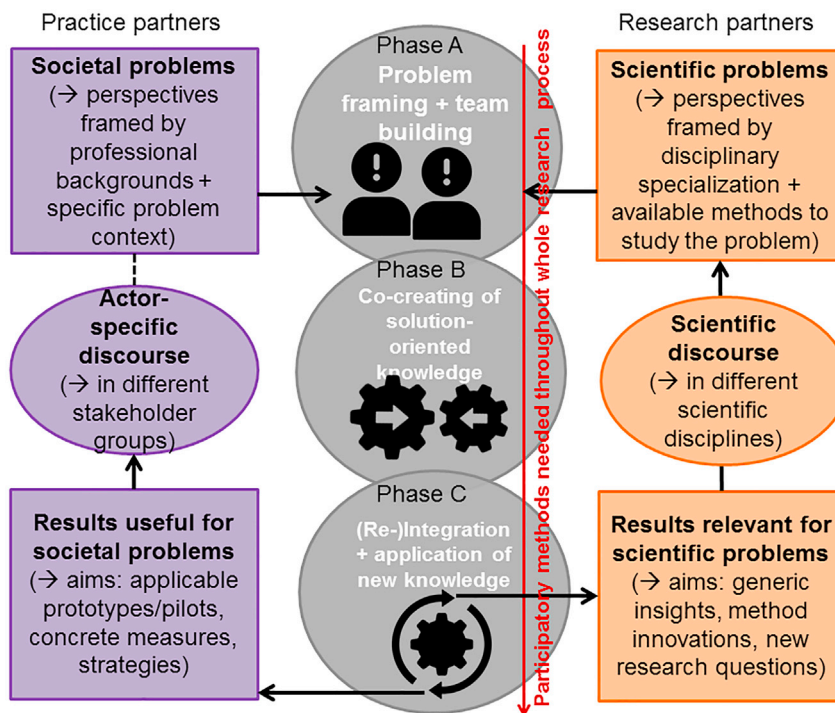 Practice partners
Societal problems
(→ perspectives
framed by
professional
backgrounds +
specific problem
context)
Actor-
specific
discourse
(→ in different
stakeholder
groups)
Results useful for
societal problems
(→ aims: applicable
prototypes/pilots,
concrete measures,
strategies)
Phase A
Problem
framing + team
building
Phase B
Co-creating of
solution-
oriented
knowledge
Phase C
(Re-)Integration
+ application of
new knowledge
Participatory methods needed throughout whole research process
Research partners
Scientific problems
(→ perspectives
framed by
disciplinary
specialization +
available methods to
study the problem)
Scientific
discourse
(→ in different
scientific
disciplines)
Results relevant for
scientific problems
(→ aims: generic
insights, method
innovations, new
research questions)